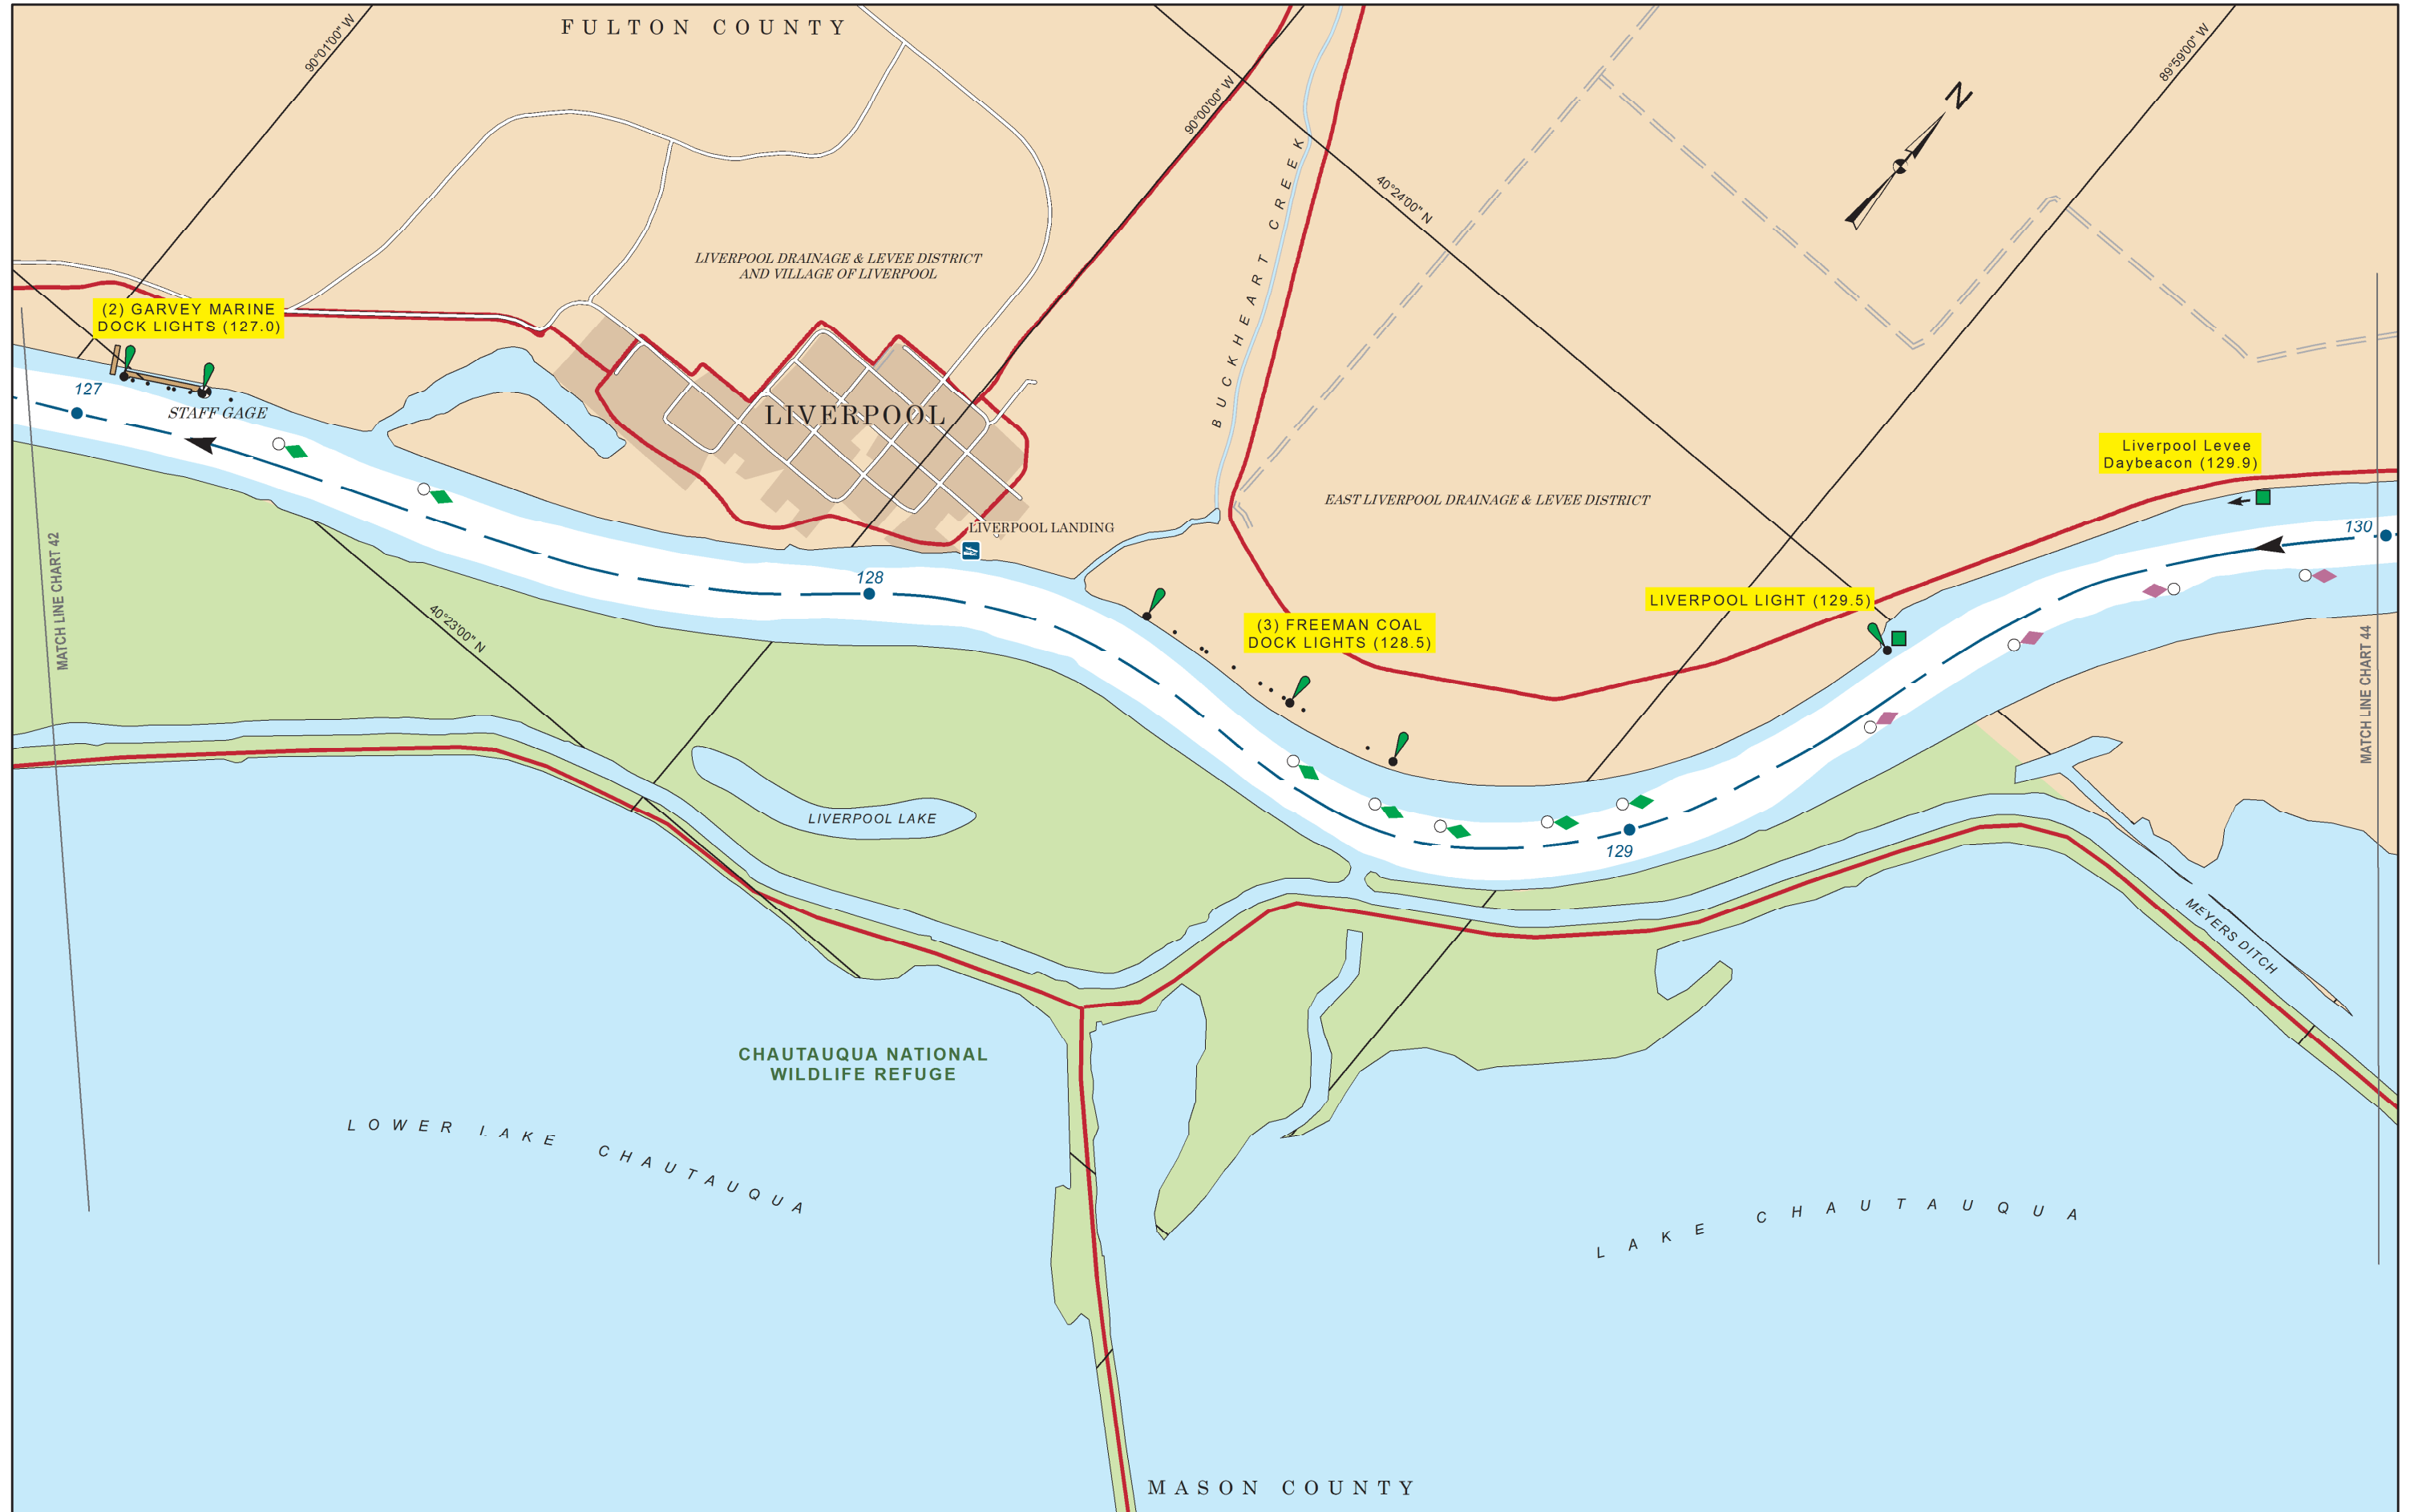 FULTON COUNTY
90°01'00" W
90°00'00" W
89°59'00" W
N
BUCKHEART CREEK
40°24'00" N
LIVERPOOL DRAINAGE & LEVEE DISTRICT
AND VILLAGE OF LIVERPOOL
(2) GARVEY MARINE
DOCK LIGHTS (127.0)
127
STAFF GAGE
LIVERPOOL
Liverpool Levee
Daybeacon (129.9)
EAST LIVERPOOL DRAINAGE & LEVEE DISTRICT
LIVERPOOL LANDING
130
128
MATCH LINE CHART 42
40°23'00" N
LIVERPOOL LIGHT (129.5)
(3) FREEMAN COAL
DOCK LIGHTS (128.5)
MATCH LINE CHART 44
LIVERPOOL LAKE
129
MEYERS DITCH
CHAUTAUQUA NATIONAL
WILDLIFE REFUGE
LOWER LAKE CHAUTAUQUA
LAKE CHAUTAUQUA
MASON COUNTY